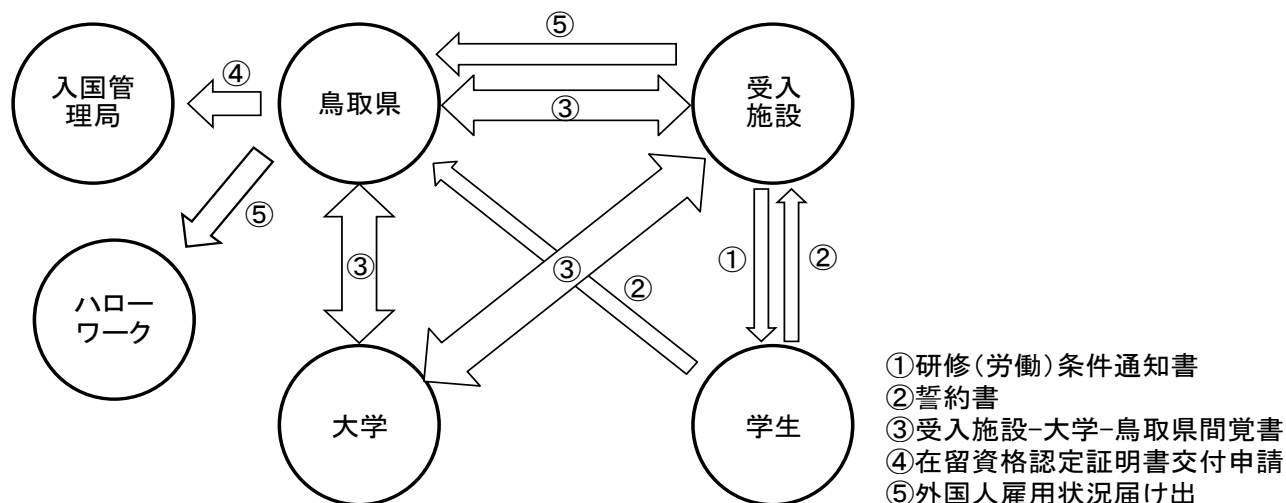 ⑤
入国管
理局
④
鳥取県
③
受入
施設
⑤
③
③
①
②
②
ハロー
ワーク
大学
学生
①研修(労働)条件通知書
②誓約書
③受入施設-大学-鳥取県間覚書
④在留資格認定証明書交付申請
⑤外国人雇用状況届け出